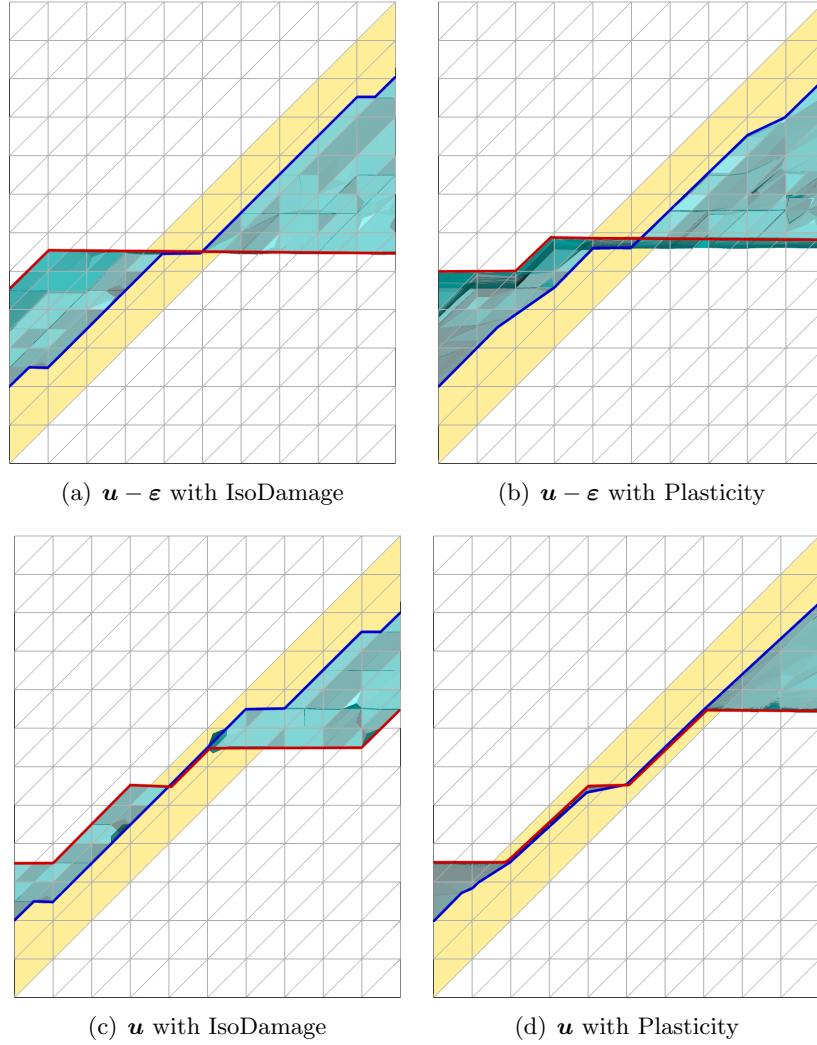 (a) u − ε with IsoDamage
(b) u − ε with Plasticity
(c) u with IsoDamage
(d) u with Plasticity